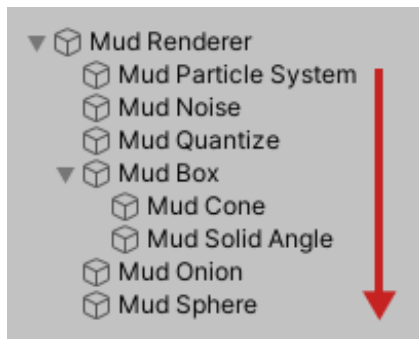 Mud Renderer
Mud Particle System
Mud Noise
Mud Quantize
Mud Box
Mud Cone
Mud Solid Angle
Mud Onion
Mud Sphere